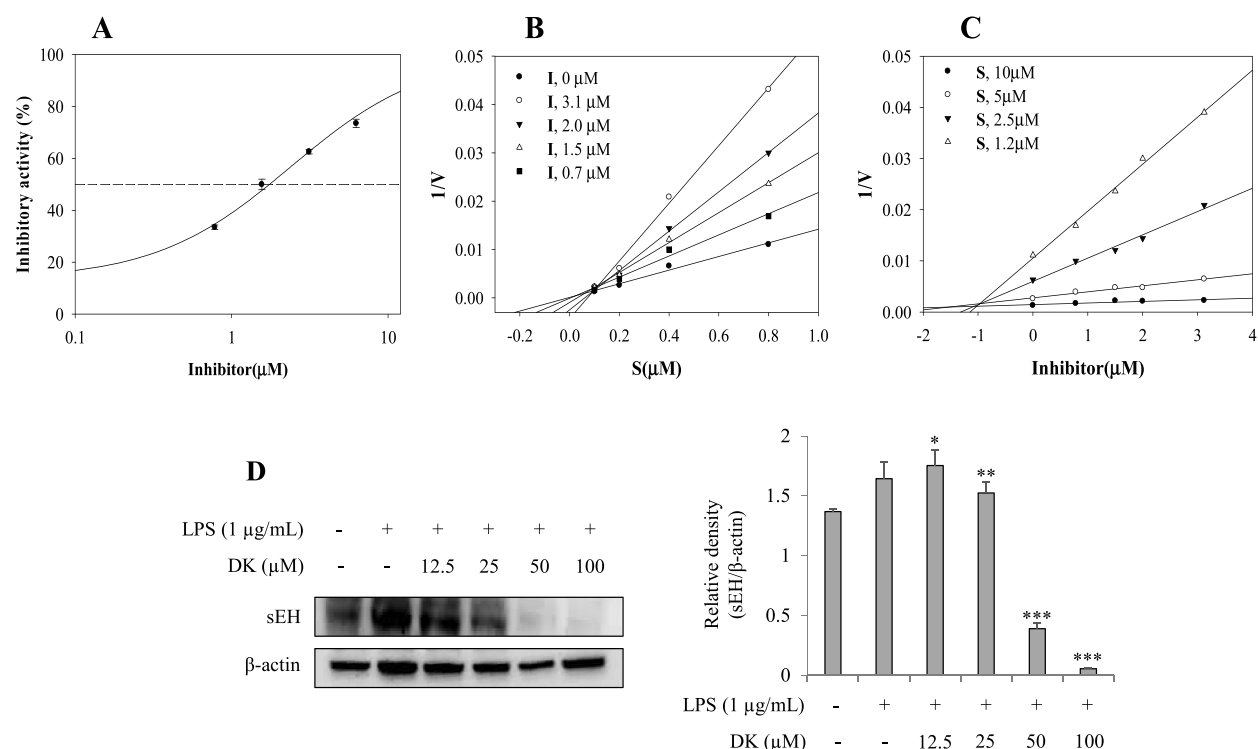 A
Inhibitory activity (%)
100
80
60
40
20
0
0.1 1 10
Inhibitor(μM)
B
1/V
0.05
0.04
0.03
0.02
0.01
0.00
I, 0 μM
I, 3.1 μM
I, 2.0 μM
I, 1.5 μM
I, 0.7 μM
-0.2 0.0 0.2 0.4 0.6 0.8 1.0
S(μM)
C
1/V
0.05
0.04
0.03
0.02
0.01
0.00
S, 10μM
S, 5μM
S, 2.5μM
S, 1.2μM
-2 -1 0 1 2 3 4
Inhibitor(μM)
D
LPS (1 μg/mL) - + + + + +
DK (μM) - - 12.5 25 50 100
sEH
β-actin
Relative density
(sEH/β-actin)
2
1.5
1
0.5
0
*
**
***
***
LPS (1 μg/mL) - + + + + +
DK (μM) - - 12.5 25 50 100